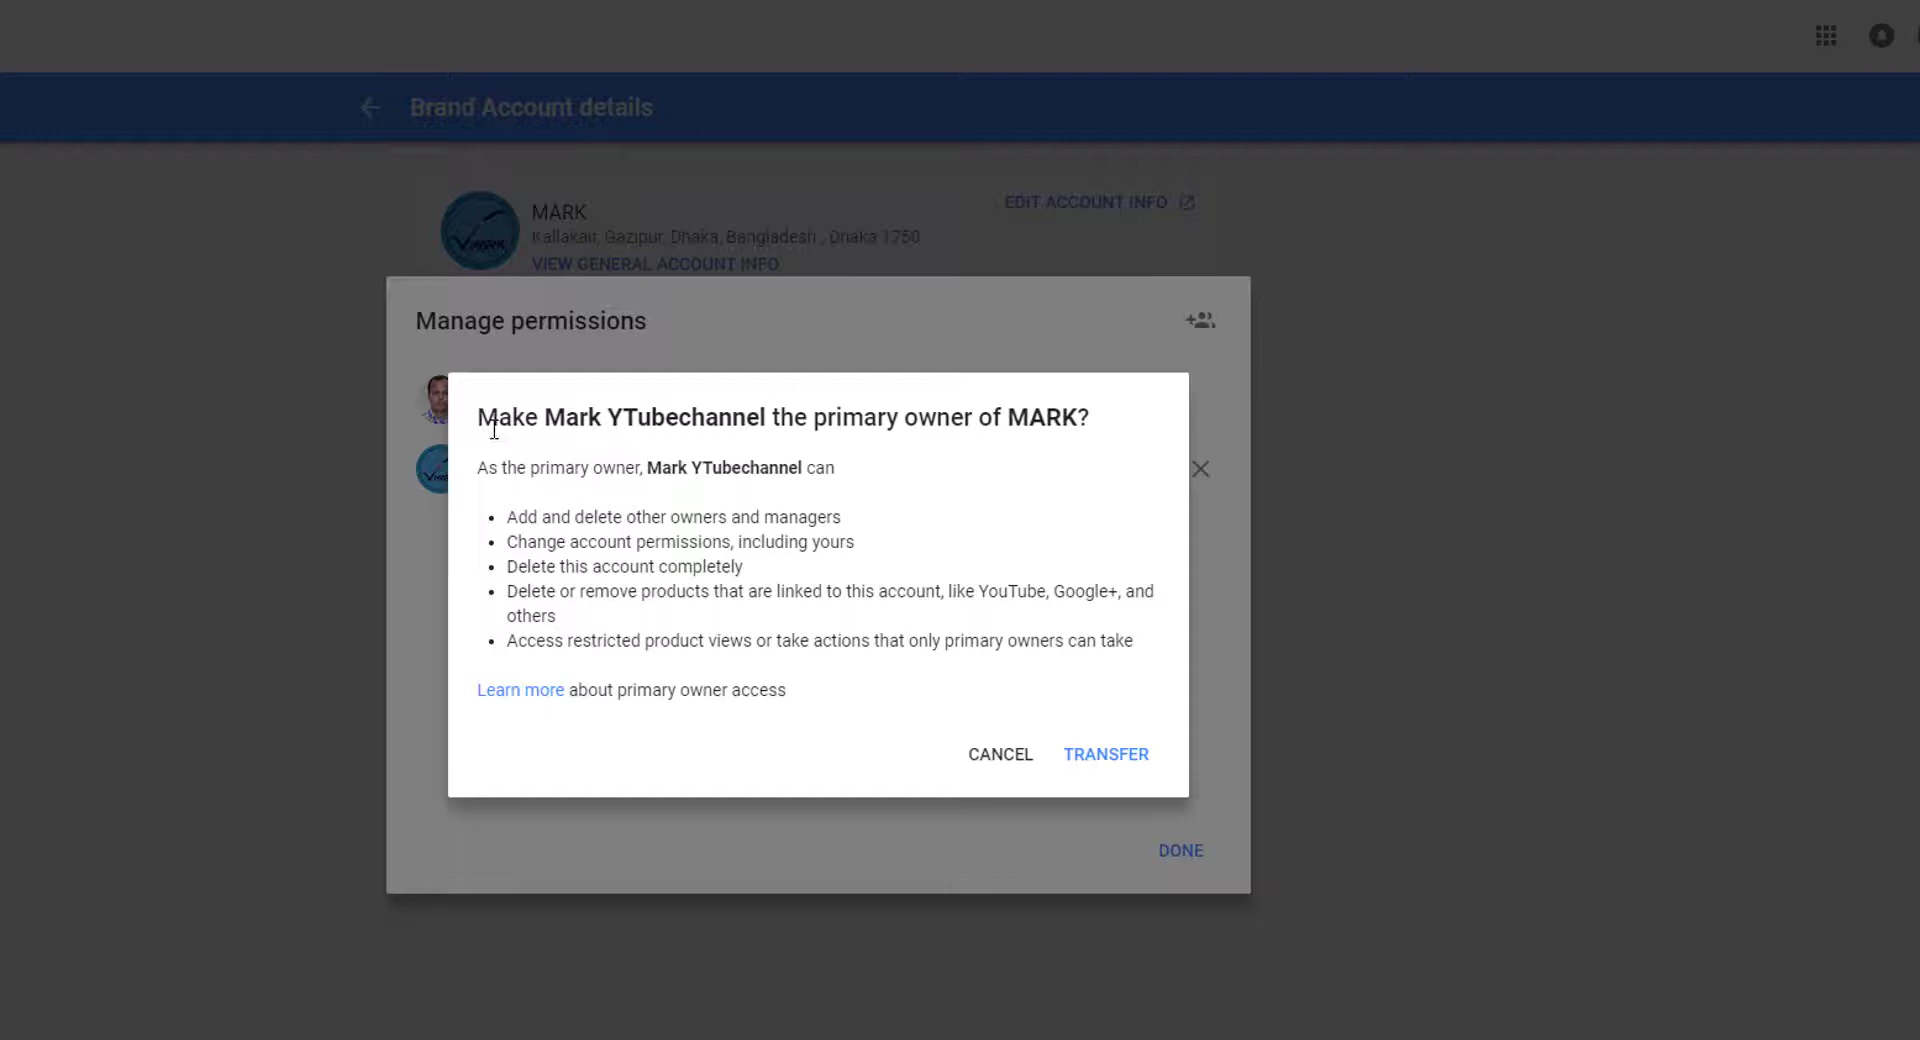 Brand Account details
MARK
EDIT ACCOUNT INFO
Kaliakair, Gazipur, Dhaka, Bangladesh , Dhaka 1750
VIEW GENERAL ACCOUNT INFO
Manage permissions
Make Mark YTubechannel the primary owner of MARK?
As the primary owner, Mark YTubechannel can
Add and delete other owners and managers
Change account permissions, including yours
Delete this account completely
Delete or remove products that are linked to this account, like YouTube, Google+, and
others
Access restricted product views or take actions that only primary owners can take
Learn more about primary owner access
CANCEL TRANSFER
DONE